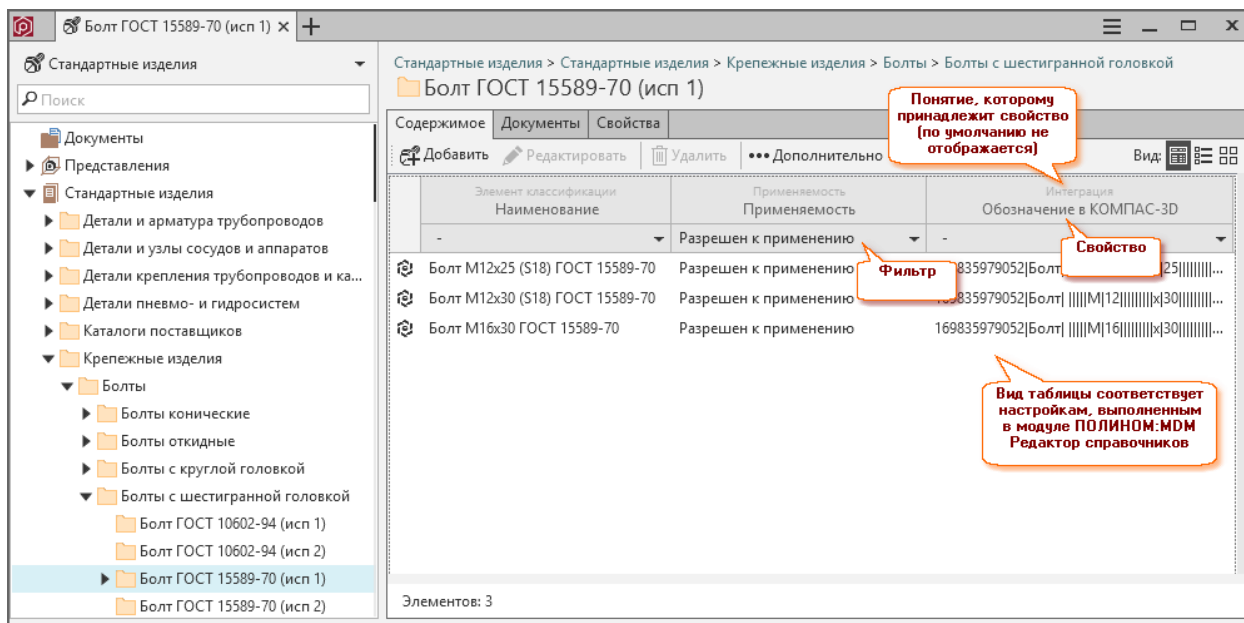 Болт ГОСТ 15589-70 (исп 1)
Стандартные изделия
Поиск
Документы
Представления
Стандартные изделия
Детали и арматура трубопроводов
Детали и узлы сосудов и аппаратов
Детали крепления трубопроводов и ка...
Детали пневмо- и гидросистем
Каталоги поставщиков
Крепежные изделия
Болты
Болты конические
Болты откидные
Болты с круглой головкой
Болты с шестигранной головкой
Болт ГОСТ 10602-94 (исп 1)
Болт ГОСТ 10602-94 (исп 2)
Болт ГОСТ 15589-70 (исп 1)
Болт ГОСТ 15589-70 (исп 2)
Стандартные изделия > Стандартные изделия > Крепежные изделия > Болты > Болты с шестигранной головкой
Болт ГОСТ 15589-70 (исп 1)
Содержимое Документы Свойства
Добавить Редактировать Удалить ••• Дополнительно Вид:
Понятие, которому
принадлежит свойство
(по умолчанию не
отображается)
Элемент классификации Применяемость Интеграция
Наименование Применяемость Обозначение в КОМПАС-3D
- Разрешен к применению -
Свойство
Фильтр
Болт М12х25 (S18) ГОСТ 15589-70 Разрешен к применению 835979052|Болт |25|||||||||...
Болт М12х30 (S18) ГОСТ 15589-70 Разрешен к применению 169835979052|Болт| |||||М|12|||||||||х|30|||||||||...
Болт М16х30 ГОСТ 15589-70 Разрешен к применению 169835979052|Болт| |||||М|16|||||||||х|30|||||||||...
Вид таблицы соответствует
настройкам, выполненным
в модуле ПОЛИНОМ:MDM
Редактор справочников
Элементов: 3